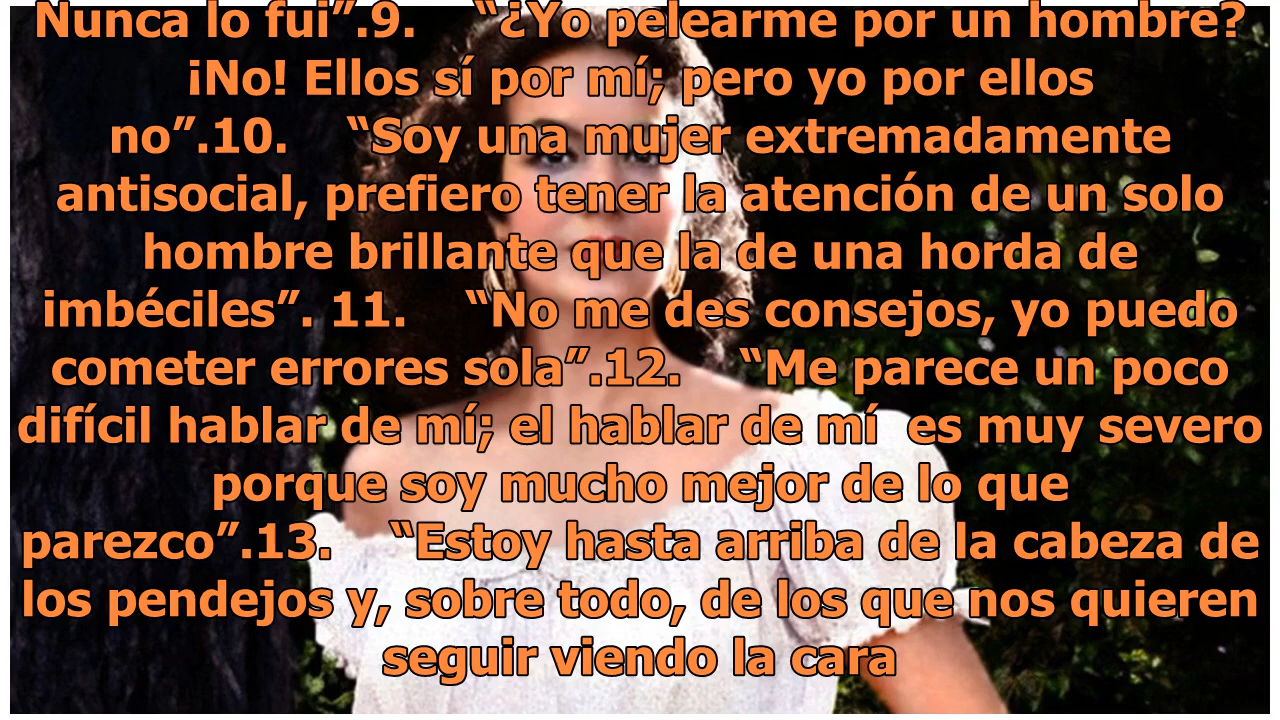 Nunca lo fui”.9. “¿Yo pelearme por un hombre?
¡No! Ellos sí por mí; pero yo por ellos
no”.10. “Soy una mujer extremadamente
antisocial, prefiero tener la atención de un solo
hombre brillante que la de una horda de
imbéciles”. 11. “No me des consejos, yo puedo
cometer errores sola”.12. “Me parece un poco
difícil hablar de mí; el hablar de mí  es muy severo
porque soy mucho mejor de lo que
parezco”.13. “Estoy hasta arriba de la cabeza de
los pendejos y, sobre todo, de los que nos quieren
seguir viendo la cara